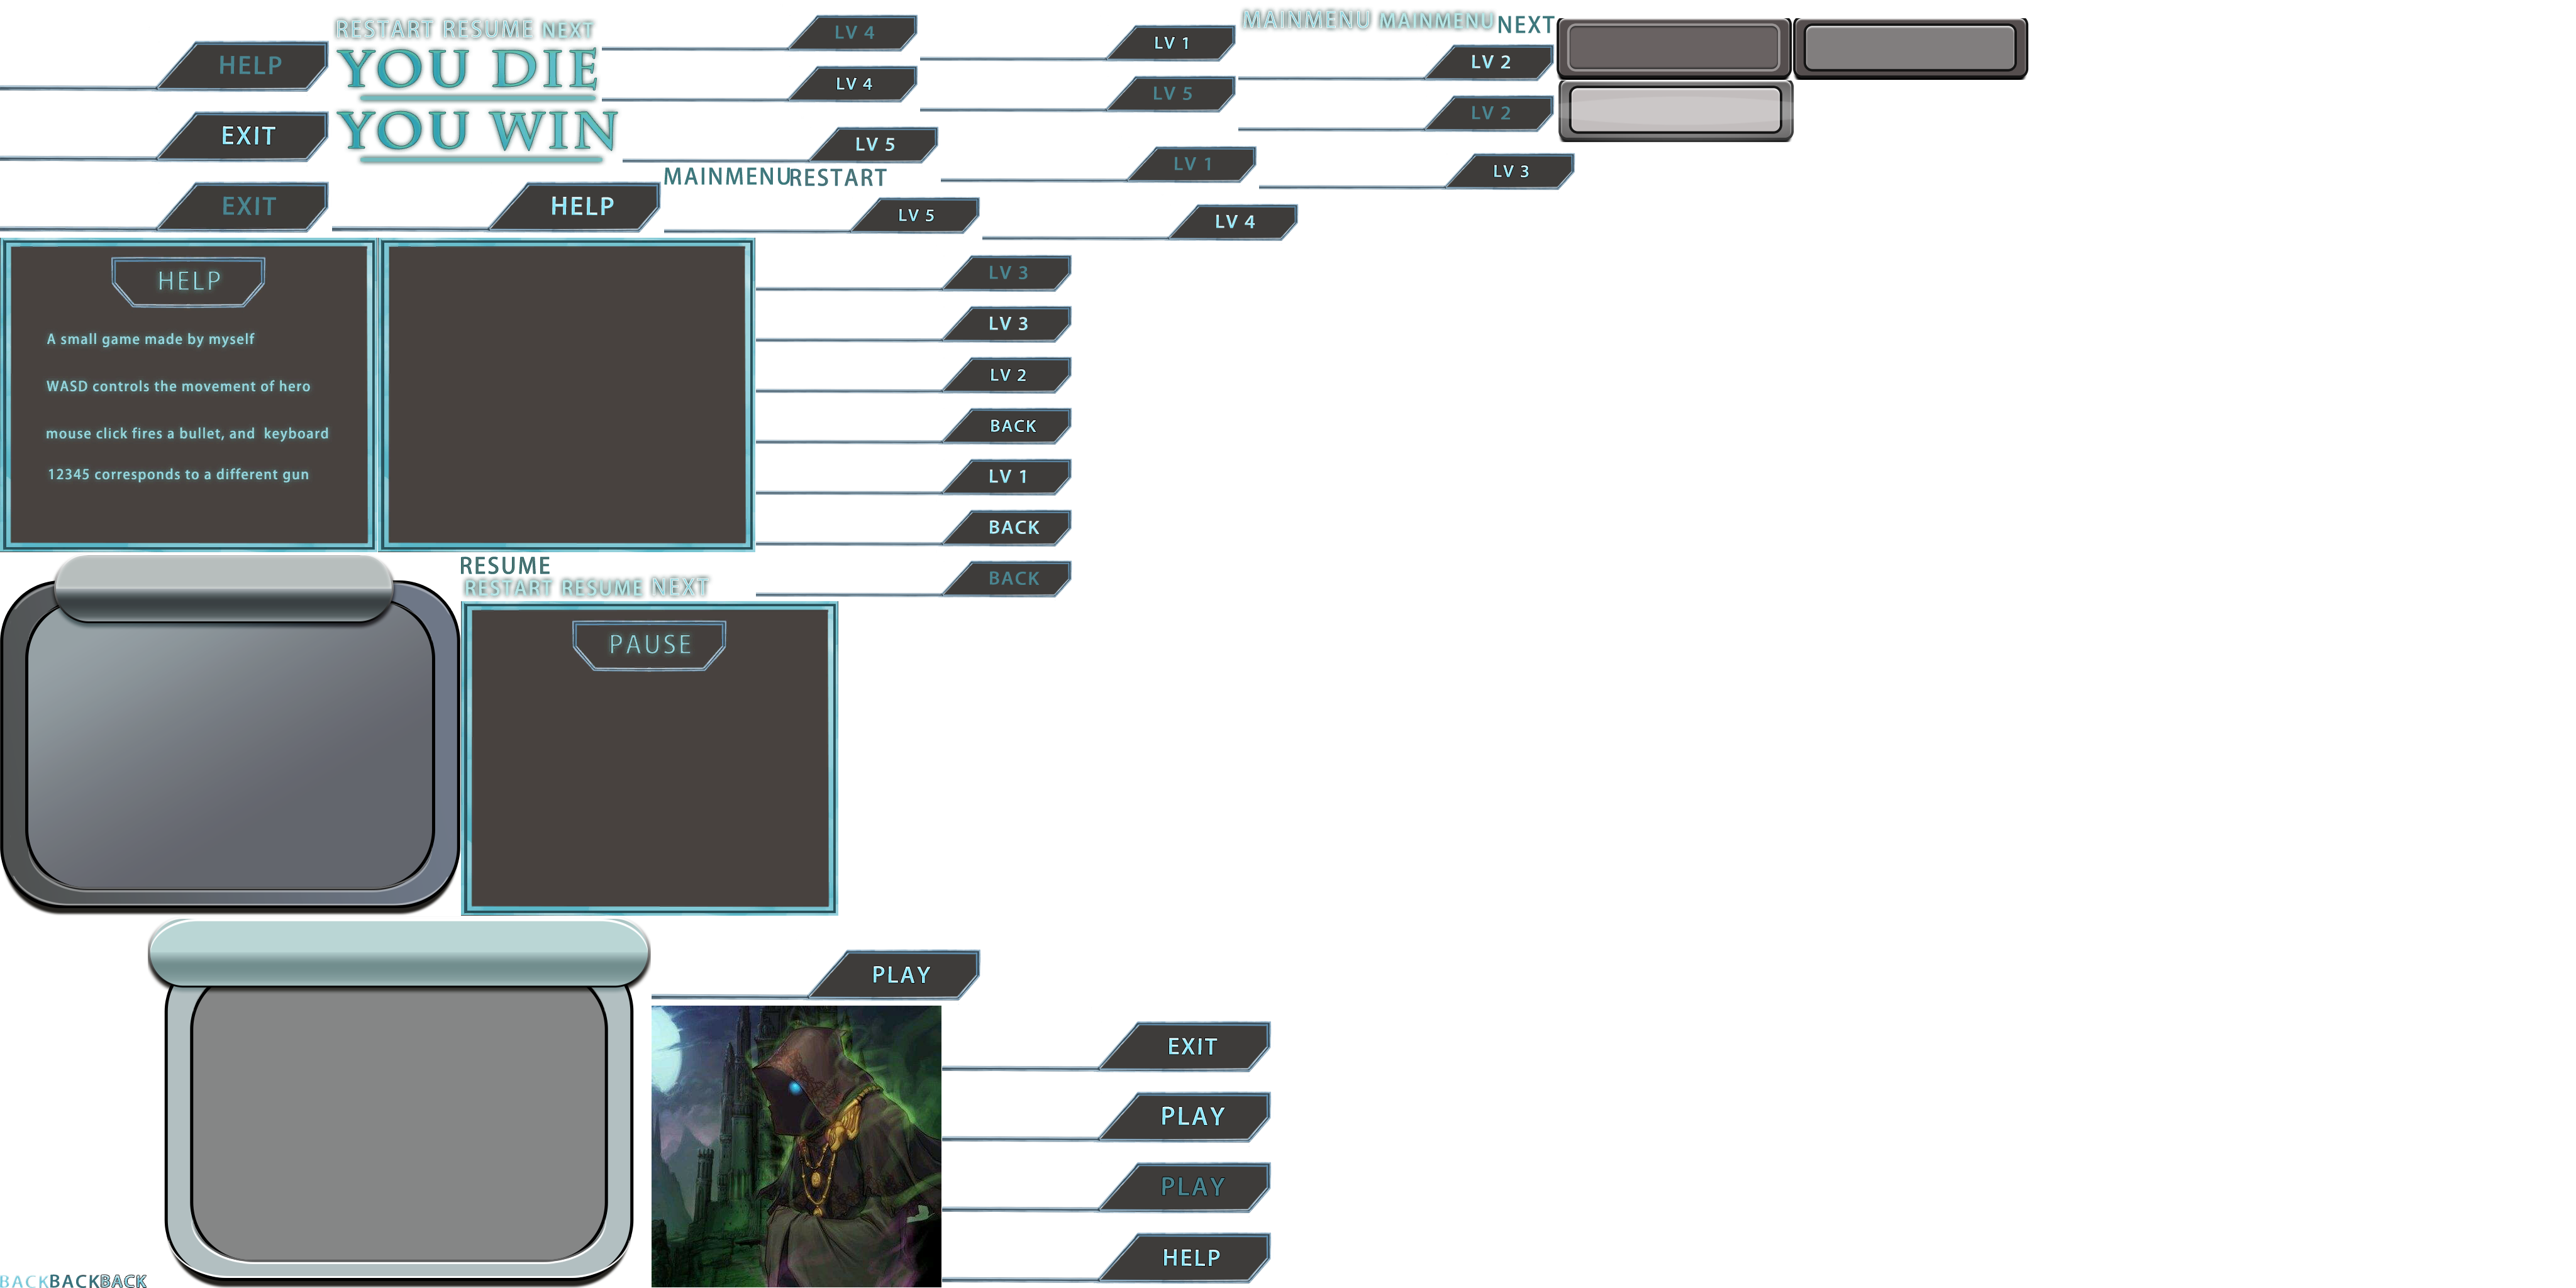 RESTART RESUME NEXT
MAINMENU MAINMENU NEXT
LV 4
LV 1
HELP
YOU DIE
LV 2
LV 4
LV 5
LV 2
EXIT
YOU WIN
LV 5
LV 1
LV 3
MAINMENU RESTART
EXIT
HELP
LV 5
LV 4
HELP
A small game made by myself
WASD controls the movement of hero
mouse click fires a bullet, and keyboard
12345 corresponds to a different gun
LV 3
LV 3
LV 2
BACK
LV 1
BACK
BACK
RESUME
RESTART RESUME NEXT
PAUSE
PLAY
EXIT
PLAY
PLAY
HELP
BACK BACK BACK